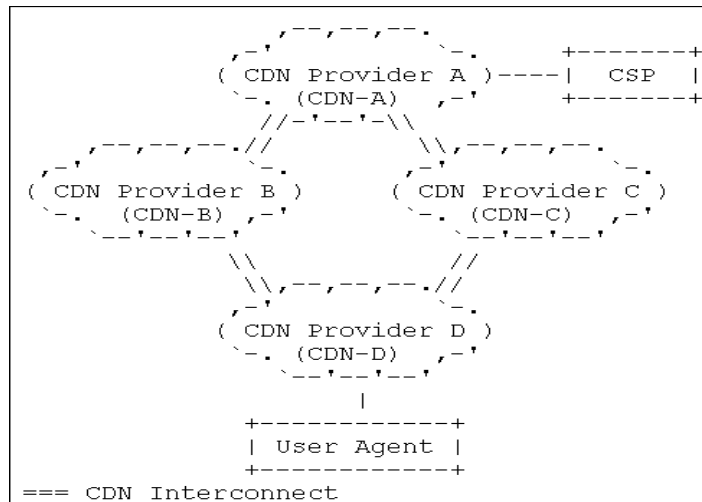 ,--,--,--.
                ,-'          `-.       +-------+
               ( CDN Provider A )----|  CSP  |
                `-. (CDN-A)   ,-'      +-------+
                   //-'--'-\\
      ,--,--,--.//           \\,--,--,--.
   ,-'          `-.          ,-'          `-.
  ( CDN Provider B )        ( CDN Provider C )
   `-. (CDN-B) ,-'           `-. (CDN-C)  ,-'
      `--'--'--'                `--'--'--'
                \\              //
                 \\,--,--,--.//
                ,-'          `-.
               ( CDN Provider D )
                `-. (CDN-D)   ,-'
                   `--'--'--'
                        |
                 +------------+
                 | User Agent |
                 +------------+
=== CDN Interconnect